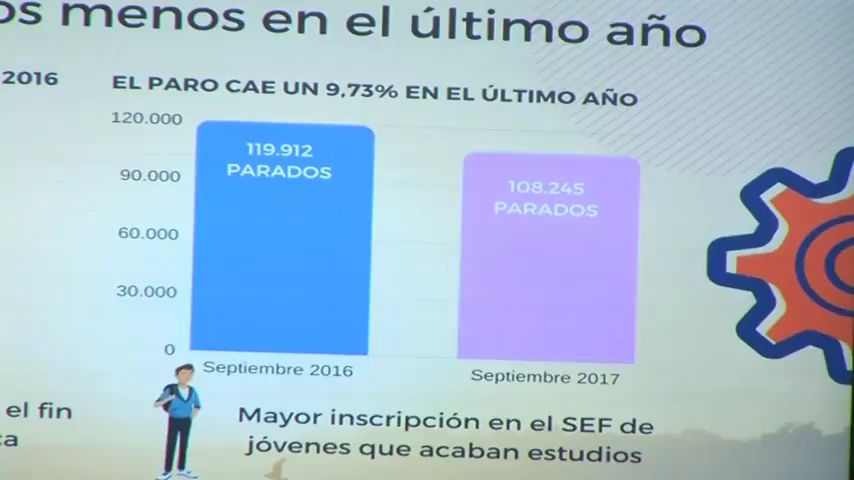 os menos en el último año
2016
EL PARO CAE UN 9,73% EN EL ÚLTIMO AÑO
120.000
90.000
60.000
30.000
0
119.912
PARADOS
108.245
PARADOS
Septiembre 2016
Septiembre 2017
el fin
Mayor inscripción en el SEF de
jóvenes que acaban estudios